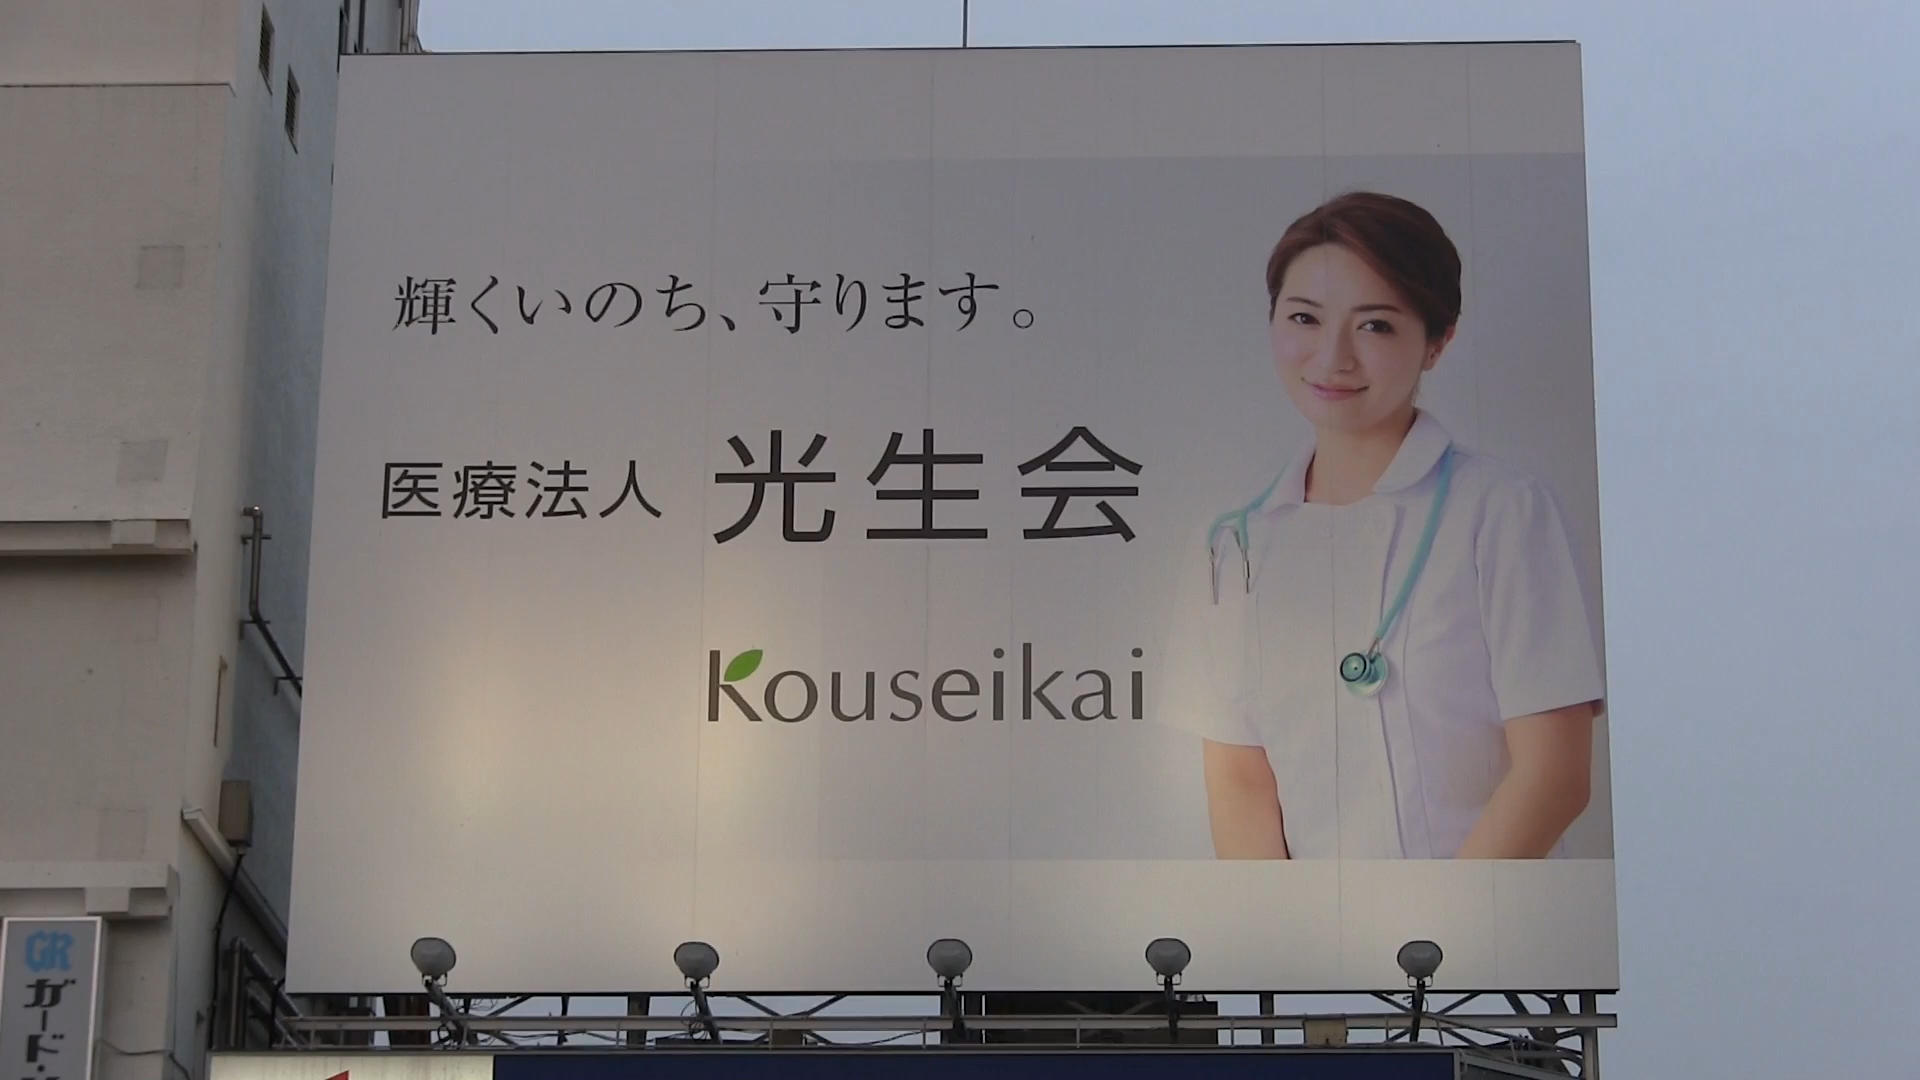 輝くいのち、守ります。
医療法人 光生会
Kouseikai
GR
ガード・